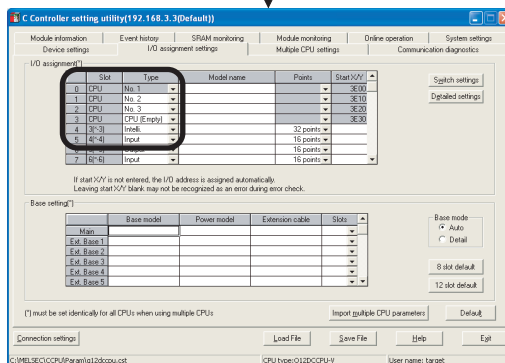 C Controller setting utility(192.168.3.3(Default))
Module information Event history SRAM monitoring Module monitoring Online operation System settings
Device settings I/O assignment settings Multiple CPU settings Communication diagnostics
I/O assignment(*)
Slot Type Model name Points Start X/Y
0 CPU No. 1 3E00
1 CPU No. 2 3E10
2 CPU No. 3 3E20
3 CPU CPU (Empty) 3E30
4 3(*-3) Intelli. 32 points
5 4(*-4) Input 16 points
16 points
7 6(*-6) Input 16 points
Switch settings
Detailed settings
If start X/Y is not entered, the I/O address is assigned automatically.
Leaving start X/Y blank may not be recognized as an error during error check.
Base setting(*)
Base model Power model Extension cable Slots
Main
Ext. Base 1
Ext. Base 2
Ext. Base 3
Ext. Base 4
Ext. Base 5
Base mode
Auto
Detail
8 slot default
12 slot default
(*) must be set identically for all CPUs when using multiple CPUs
Import multiple CPU parameters Default
Connection settings Load File Save File Help Exit
C:\MELSEC\CCPU\Param\q12dccpu.cst CPU type:Q12DCCPU-V User name: target